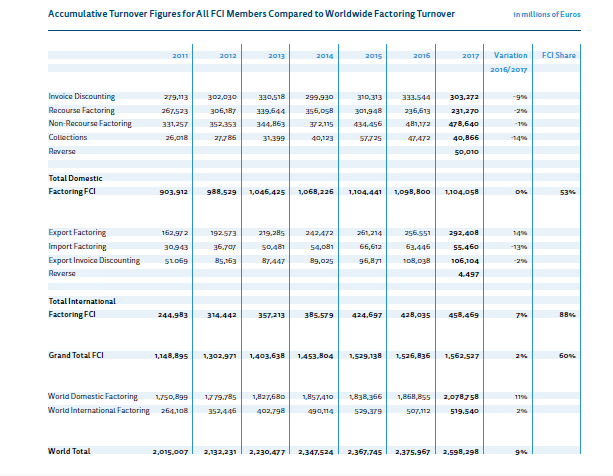 Accumulative Turnover Figures for All FCI Members Compared to Worldwide Factoring Turnover in millions of Euros
2011 2012 2013 2014 2015 2016 2017 Variation FCI Share
2016/2017
Invoice Discounting 279,113 302,030 330,518 299,930 310,313 333,544 303,272 -9%
Recourse Factoring 267,523 306,187 339,644 356,058 301,948 236,613 231,270 -2%
Non-Recourse Factoring 331,257 352,353 344,863 372,115 434,456 481,172 478,640 -1%
Collections 26,018 27,786 31,399 40,123 57,725 47,472 40,866 -14%
Reverse 50,010
Total Domestic
Factoring FCI 903,912 988,529 1,046,425 1,068,226 1,104,441 1,098,800 1,104,058 0% 53%
Export Factoring 162,972 192,573 219,285 242,472 261,214 256,551 292,408 14%
Import Factoring 30,943 36,707 50,481 54,081 66,612 63,446 55,460 -13%
Export Invoice Discounting 51.069 85,163 87,447 89,025 96,871 108,038 106,104 -2%
Reverse 4,497
Total International
Factoring FCI 244,983 314,442 357,213 385,579 424,697 428,035 458,469 7% 88%
Grand Total FCI 1,148,895 1,302,971 1,403,638 1,453,804 1,529,138 1,526,836 1,562,527 2% 60%
World Domestic Factoring 1,750,899 1,779,785 1,827,680 1,857,410 1,838,366 1,868,855 2,078,758 11%
World International Factoring 264,108 352,446 402,798 490,114 529,379 507,112 519,540 2%
World Total 2,015,007 2,132,231 2,230,477 2,347,524 2,367,745 2,375,967 2,598,298 9%